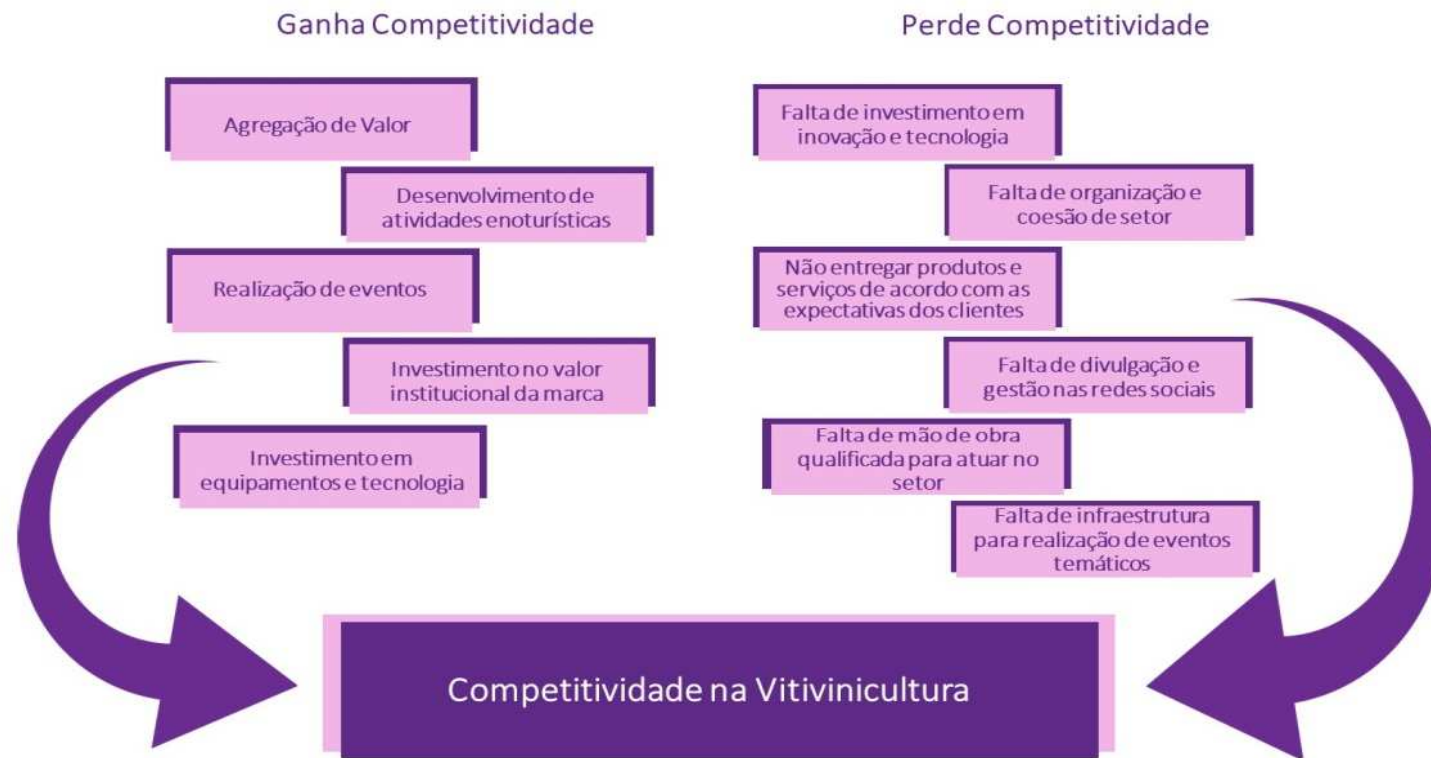 Ganha Competitividade
Agregação de Valor
Desenvolvimento de
atividades enoturísticas
Realização de eventos
Investimento no valor
institucional da marca
Investimento em
equipamentos e tecnologia
Perde Competitividade
Falta de investimento em
inovação e tecnologia
Falta de organização e
coesão de setor
Não entregar produtos e
serviços de acordo com as
expectativas dos clientes
Falta de divulgação e
gestão nas redes sociais
Falta de mão de obra
qualificada para atuar no
setor
Falta de infraestrutura
para realização de eventos
temáticos
Competitividade na Vitivinicultura